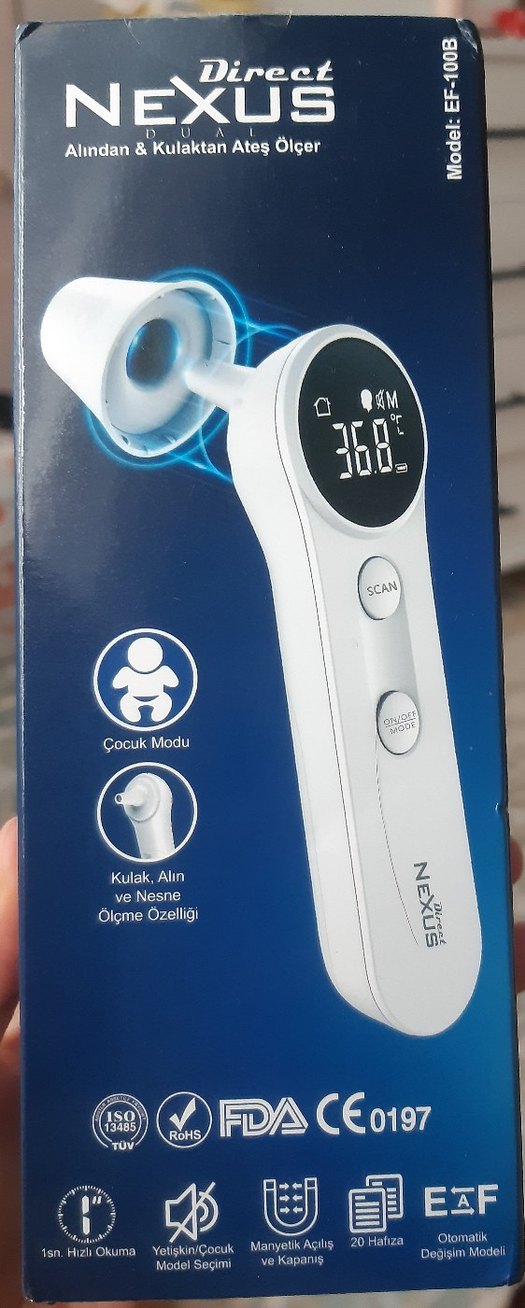 Direct
NEXUS
DUAL
Alından & Kulaktan Ateş Ölçer
Model: EF-100B
M
36.8 °C
SCAN
ON/OFF
MODE
Direct
NEXUS
Çocuk Modu
Kulak, Alın
ve Nesne
Ölçme Özelliği
ISO
13485
TÜV
RoHS
FDA
CE 0197
1"
1sn. Hızlı Okuma
Yetişkin/Çocuk
Model Seçimi
Manyetik Açılış
ve Kapanış
20 Hafıza
E A F
Otomatik
Değişim Modeli